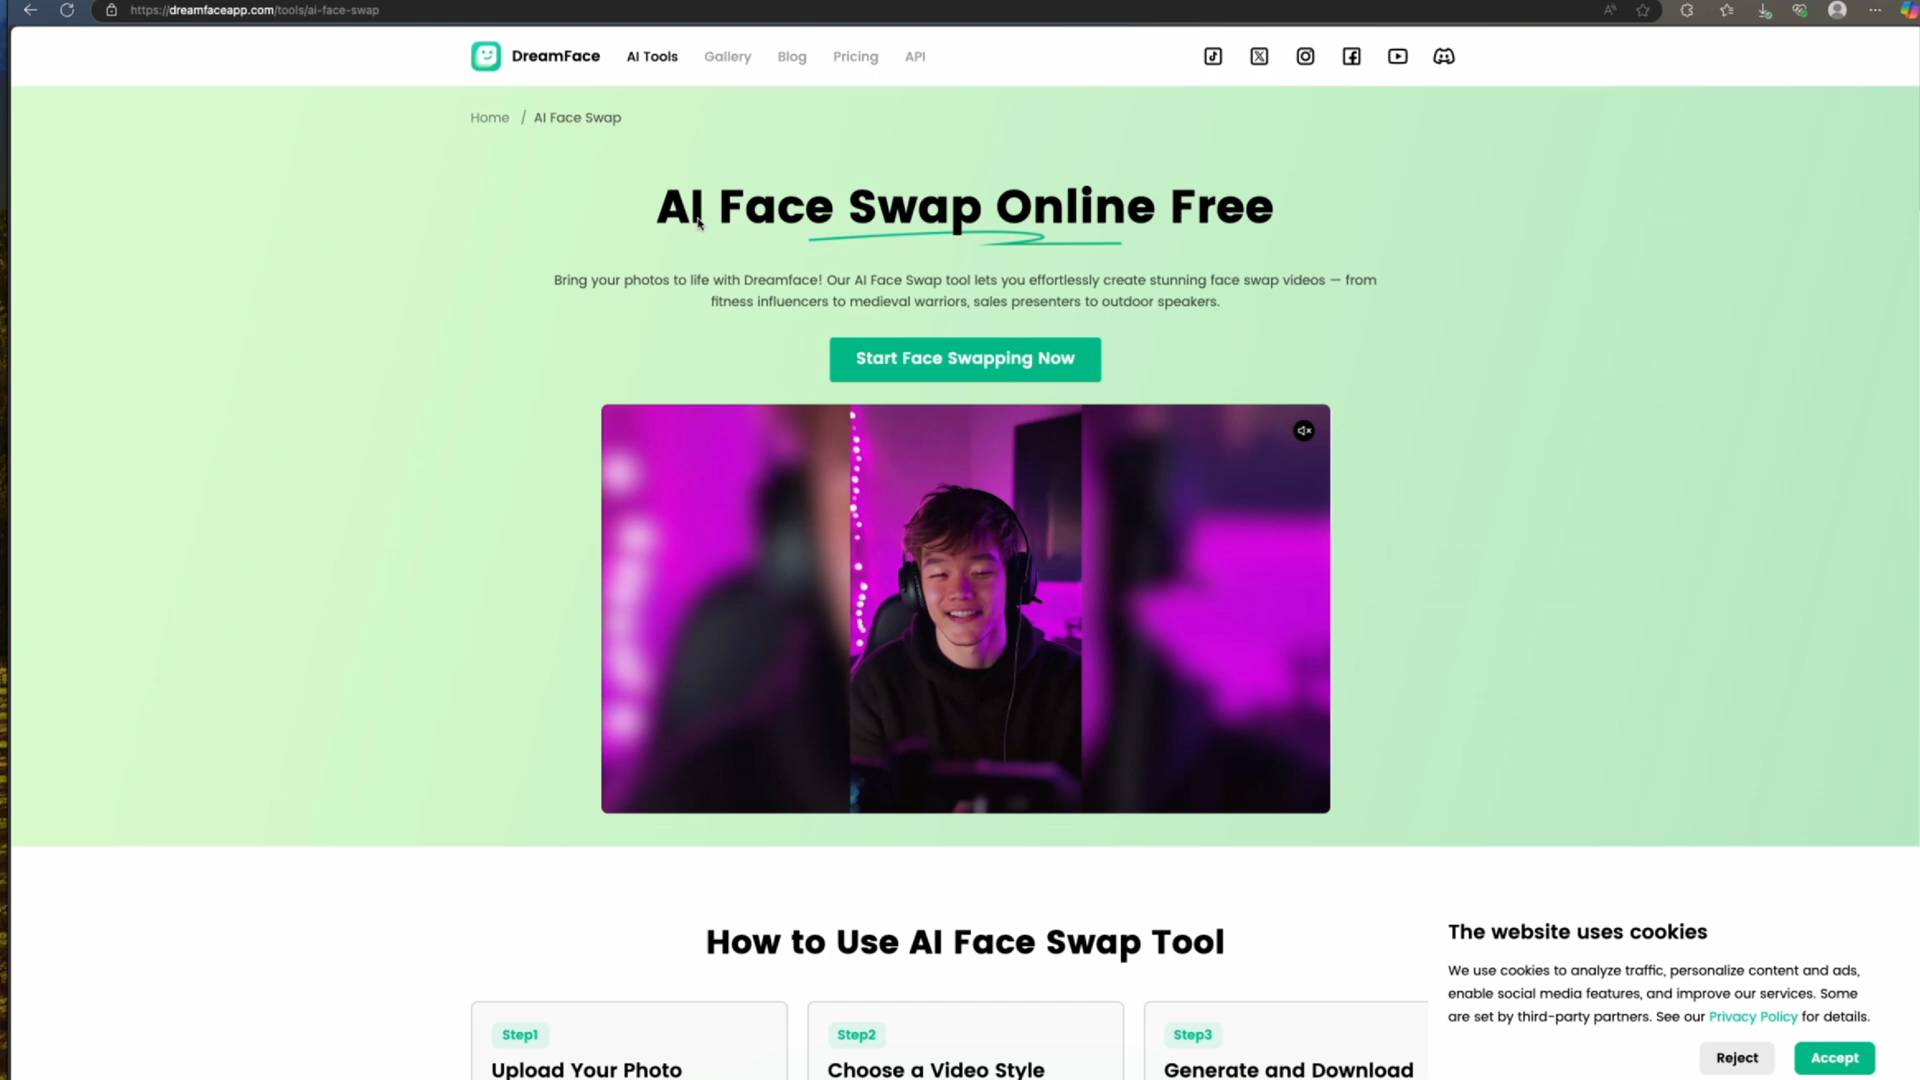 https://dreamfaceapp.com/tools/ai-face-swap
DreamFace AI Tools Gallery Blog Pricing API
Home / AI Face Swap
AI Face Swap Online Free
Bring your photos to life with Dreamface! Our AI Face Swap tool lets you effortlessly create stunning face swap videos — from
fitness influencers to medieval warriors, sales presenters to outdoor speakers.
Start Face Swapping Now
How to Use AI Face Swap Tool
Step1
Upload Your Photo
Step2
Choose a Video Style
Step3
Generate and Download
The website uses cookies
We use cookies to analyze traffic, personalize content and ads,
enable social media features, and improve our services. Some
are set by third-party partners. See our Privacy Policy for details.
Reject Accept